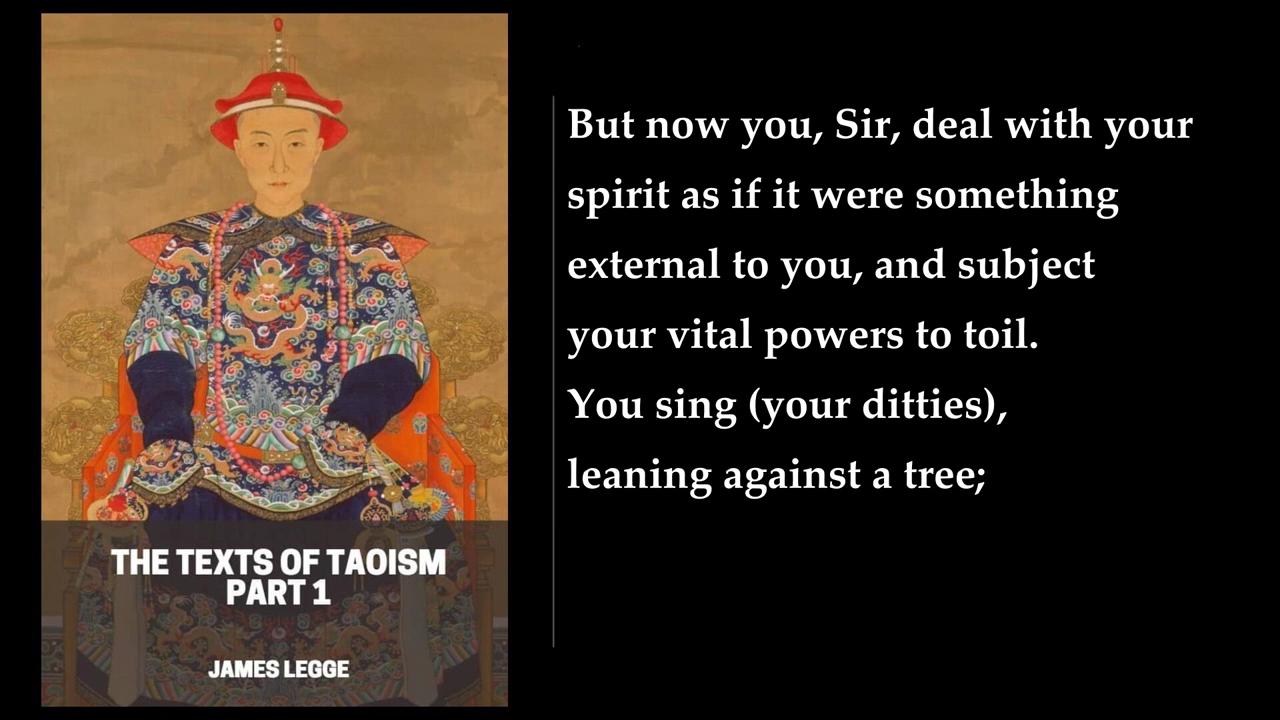 THE TEXTS OF TAOISM
PART 1
JAMES LEGGE
But now you, Sir, deal with your
spirit as if it were something
external to you, and subject
your vital powers to toil.
You sing (your ditties),
leaning against a tree;